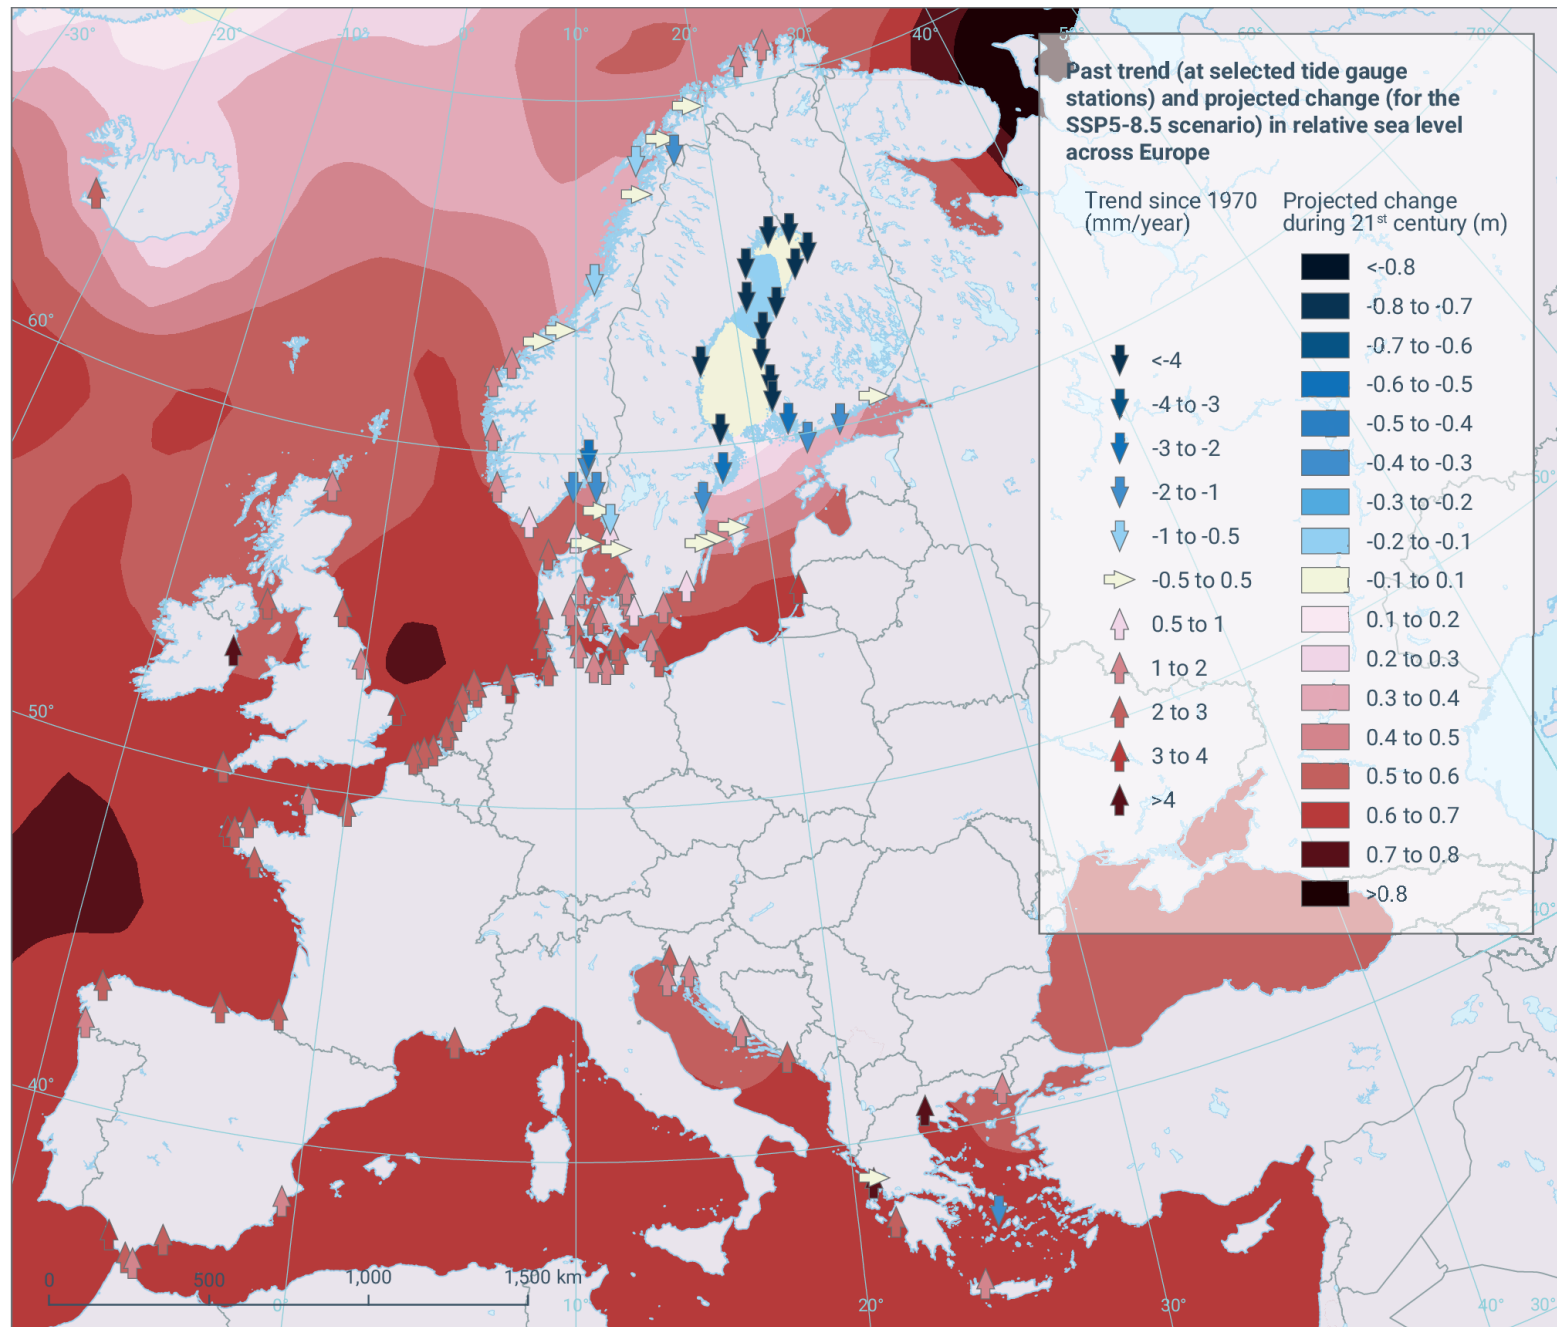 -30°
-20°
-10°
0°
10°
20°
30°
40°
50°
60°
70°
Past trend (at selected tide gauge
stations) and projected change (for the
SSP5-8.5 scenario) in relative sea level
across Europe
Trend since 1970
(mm/year)
<-4
-4 to -3
-3 to -2
-2 to -1
-1 to -0.5
-0.5 to 0.5
0.5 to 1
1 to 2
2 to 3
3 to 4
>4
Projected change
during 21st century (m)
<-0.8
-0.8 to -0.7
-0.7 to -0.6
-0.6 to -0.5
-0.5 to -0.4
-0.4 to -0.3
-0.3 to -0.2
-0.2 to -0.1
-0.1 to 0.1
0.1 to 0.2
0.2 to 0.3
0.3 to 0.4
0.4 to 0.5
0.5 to 0.6
0.6 to 0.7
0.7 to 0.8
>0.8
60°
50°
50°
40°
40°
0 500 1,000 1,500 km
0°
10°
20°
30°
40°
30°